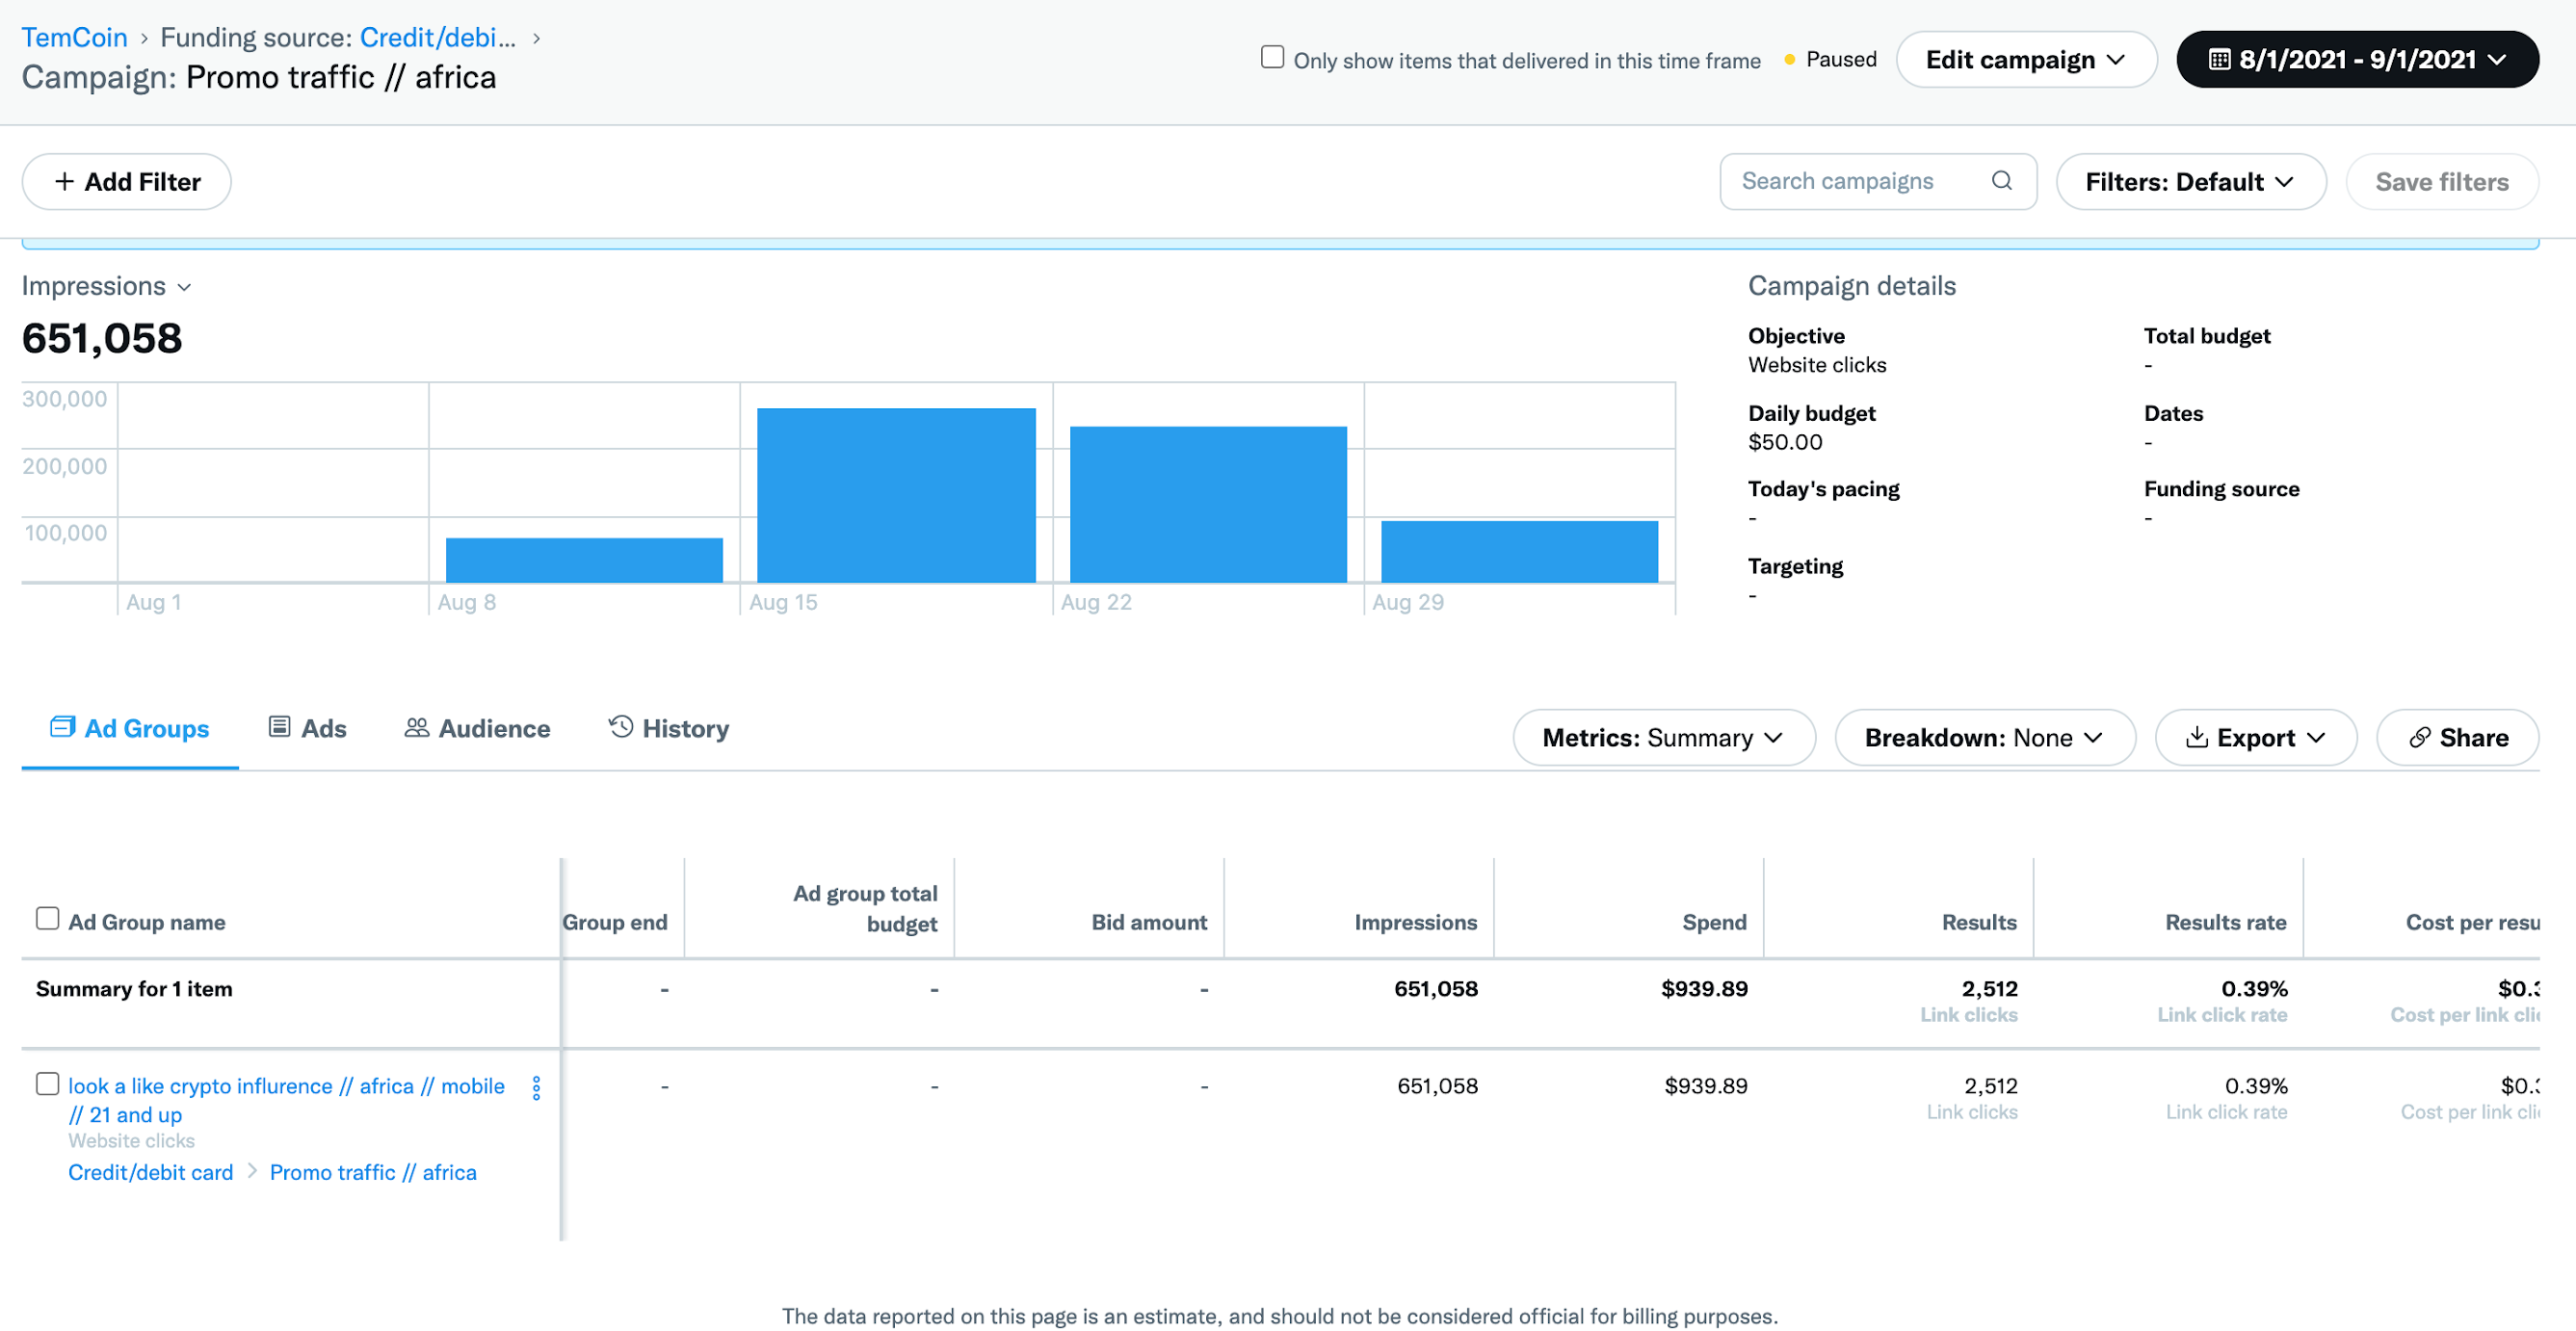 TemCoin › Funding source: Credit/debi... ›
Campaign: Promo traffic // africa
Only show items that delivered in this time frame
Paused
Edit campaign
8/1/2021 - 9/1/2021
+ Add Filter
Search campaigns
Filters: Default
Save filters
Impressions
651,058
300,000
200,000
100,000
Aug 1
Aug 8
Aug 15
Aug 22
Aug 29
Campaign details
Objective
Website clicks
Total budget
-
Daily budget
$50.00
Dates
-
Today's pacing
-
Funding source
-
Targeting
-
Ad Groups
Ads
Audience
History
Metrics: Summary
Breakdown: None
Export
Share
Ad Group name
Group end
Ad group total
budget
Bid amount
Impressions
Spend
Results
Results rate
Cost per resu
Summary for 1 item
-
-
-
651,058
$939.89
2,512
Link clicks
0.39%
Link click rate
$0.3
Cost per link clic
look a like crypto influrence // africa // mobile
// 21 and up
Website clicks
Credit/debit card > Promo traffic // africa
-
-
-
651,058
$939.89
2,512
Link clicks
0.39%
Link click rate
$0.3
Cost per link clic
The data reported on this page is an estimate, and should not be considered official for billing purposes.